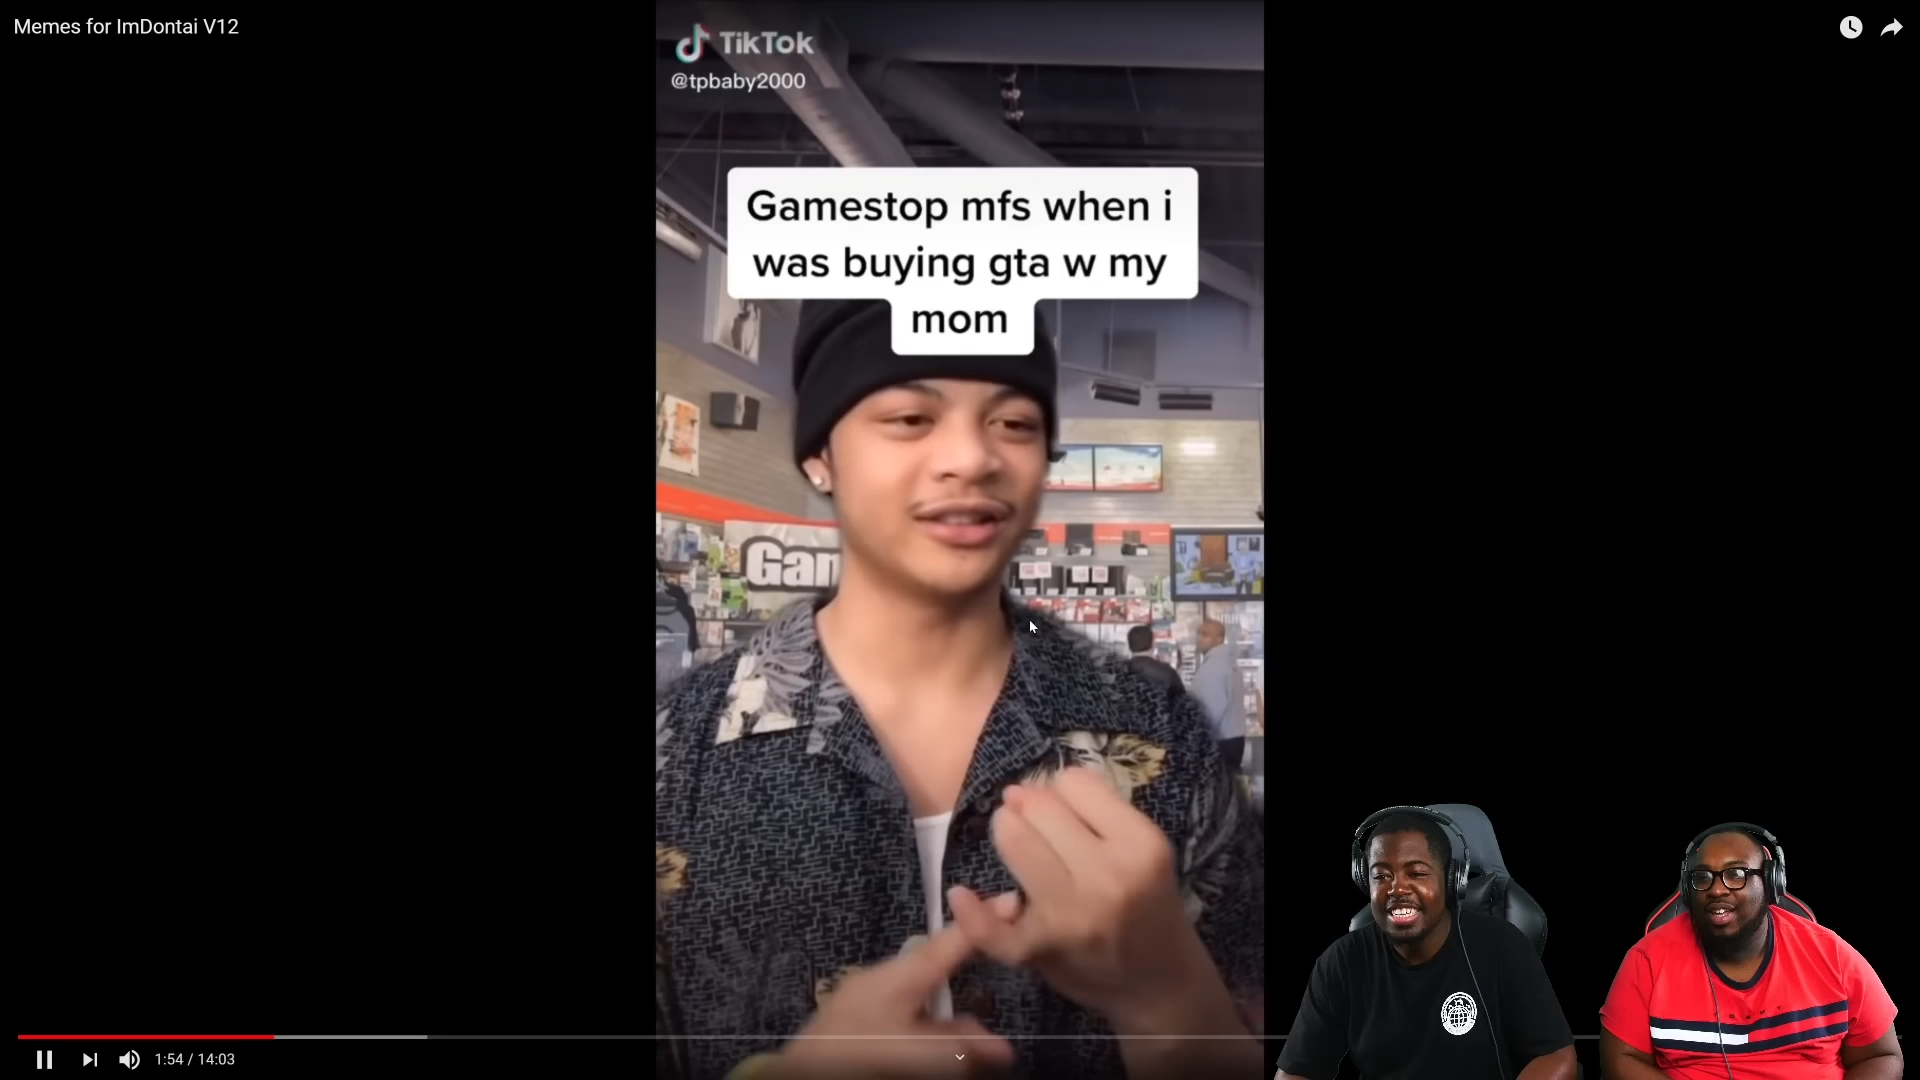 Memes for ImDontai V12
TikTok
@tpbaby2000
Gamestop mfs when i
was buying gta w my
mom
Gam
1:54 / 14:03